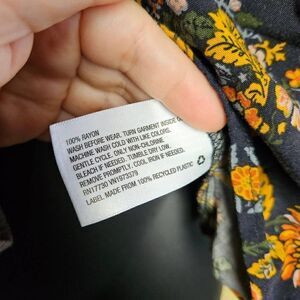 100% RAYON
WASH BEFORE WEAR. TURN GARMENT INSIDE
MACHINE WASH COLD WITH LIKE COLORS.
GENTLE CYCLE. ONLY NON-CHLORINE
BLEACH IF NEEDED. TUMBLE DRY LOW.
REMOVE PROMPTLY. COOL IRON IF NEEDED.
RN17730 VN1973379
LABEL MADE FROM 100% RECYCLED PLASTIC